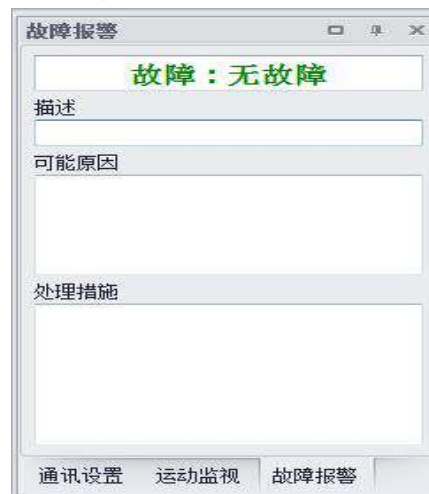 故障报警
故障：无故障
描述
可能原因
处理措施
通讯设置 运动监视 故障报警